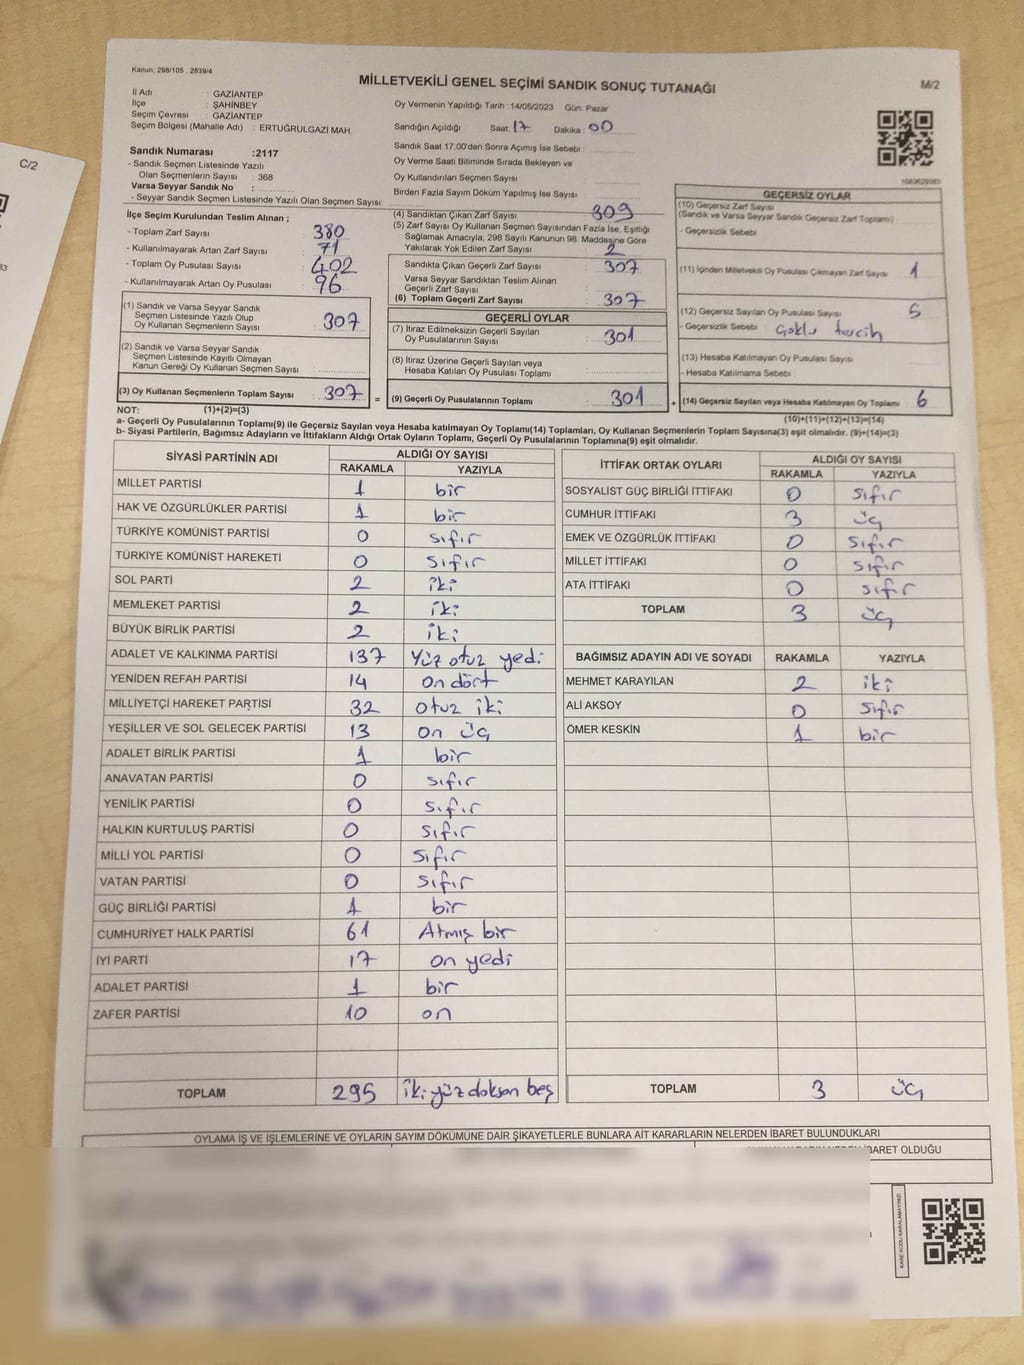 C/2
Kanun; 298/105 , 2839/4
MİLLETVEKİLİ GENEL SEÇİMİ SANDIK SONUÇ TUTANAĞI
M/2
İl Adı : GAZİANTEP
İlçe : ŞAHİNBEY
Seçim Çevresi : GAZİANTEP
Seçim Bölgesi (Mahalle Adı) : ERTUĞRULGAZİ MAH.
Oy Vermenin Yapıldığı Tarih : 14/05/2023 Gün: Pazar
Sandığın Açıldığı Saat: 17 Dakika : 00
Sandık Saat 17:00'den Sonra Açımış İse Sebebi :
Oy Verme Saati Bitiminde Sırada Bekleyen ve
Oy Kullandırılan Seçmen Sayısı
Birden Fazla Sayım Döküm Yapılmış İse Sayısı
Sandık Numarası :2117
- Sandık Seçmen Listesinde Yazılı
Olan Seçmenlerin Sayısı : 368
Varsa Seyyar Sandık No :
- Seyyar Sandık Seçmen Listesinde Yazılı Olan Seçmen Sayısı
İlçe Seçim Kurulundan Teslim Alınan ;
- Toplam Zarf Sayısı : 380
- Kullanılmayarak Artan Zarf Sayısı : 71
- Toplam Oy Pusulası Sayısı : 402
- Kullanılmayarak Artan Oy Pusulası : 96
(1) Sandık ve Varsa Seyyar Sandık
Seçmen Listesinde Yazılı Olup
Oy Kullanan Seçmenlerin Sayısı : 307
(2) Sandık ve Varsa Seyyar Sandık
Seçmen Listesinde Kayıtlı Olmayan
Kanun Gereği Oy Kullanan Seçmen Sayısı :
(3) Oy Kullanan Seçmenlerin Toplam Sayısı : 307
=
(4) Sandıktan Çıkan Zarf Sayısı : 309
(5) Zarf Sayısı Oy Kullanan Seçmen Sayısından Fazla İse, Eşitliği
Sağlamak Amacıyla, 298 Sayılı Kanunun 98. Maddesine Göre
Yakılarak Yok Edilen Zarf Sayısı : 2
Sandıkta Çıkan Geçerli Zarf Sayısı : 307
Varsa Seyyar Sandıktan Teslim Alınan
Geçerli Zarf Sayısı
(6) Toplam Geçerli Zarf Sayısı : 307
GEÇERLİ OYLAR
(7) İtiraz Edilmeksizin Geçerli Sayılan
Oy Pusulalarının Sayısı : 301
(8) İtiraz Üzerine Geçerli Sayılan veya
Hesaba Katılan Oy Pusulası Toplamı :
(9) Geçerli Oy Pusulalarının Toplamı : 301
+
GEÇERSİZ OYLAR
(10) Geçersiz Zarf Sayısı
(Sandık ve Varsa Seyyar Sandık Geçersiz Zarf Toplamı)
- Geçersizlik Sebebi
(11) İçinden Milletvekili Oy Pusulası Çıkmayan Zarf Sayısı 1
(12) Geçersiz Sayılan Oy Pusulası Sayısı 5
- Geçersizlik Sebebi : Çoklu tercih
(13) Hesaba Katılmayan Oy Pusulası Sayısı
- Hesaba Katılmama Sebebi :
(14) Geçersiz Sayılan veya Hesaba Katılmayan Oy Toplamı 6
NOT: (1)+(2)=(3)
(10)+(11)+(12)+(13)=(14)
a- Geçerli Oy Pusulalarının Toplamı(9) ile Geçersiz Sayılan veya Hesaba katılmayan Oy Toplamı(14) Toplamları, Oy Kullanan Seçmenlerin Toplam Sayısına(3) eşit olmalıdır. (9)+(14)=(3)
b- Siyasi Partilerin, Bağımsız Adayların ve İttifakların Aldığı Ortak Oyların Toplamı, Geçerli Oy Pusulalarının Toplamına(9) eşit olmalıdır.
SİYASİ PARTİNİN ADI ALDIĞI OY SAYISI
RAKAMLA YAZIYLA
MİLLET PARTİSİ 1 bir
HAK VE ÖZGÜRLÜKLER PARTİSİ 1 bir
TÜRKİYE KOMÜNİST PARTİSİ 0 sıfır
TÜRKİYE KOMÜNİST HAREKETİ 0 sıfır
SOL PARTİ 2 iki
MEMLEKET PARTİSİ 2 iki
BÜYÜK BİRLİK PARTİSİ 2 iki
ADALET VE KALKINMA PARTİSİ 137 Yüz otuz yedi
YENİDEN REFAH PARTİSİ 14 on dört
MİLLİYETÇİ HAREKET PARTİSİ 32 otuz iki
YEŞİLLER VE SOL GELECEK PARTİSİ 13 on üç
ADALET BİRLİK PARTİSİ 1 bir
ANAVATAN PARTİSİ 0 sıfır
YENİLİK PARTİSİ 0 sıfır
HALKIN KURTULUŞ PARTİSİ 0 sıfır
MİLLİ YOL PARTİSİ 0 sıfır
VATAN PARTİSİ 0 sıfır
GÜÇ BİRLİĞİ PARTİSİ 1 bir
CUMHURİYET HALK PARTİSİ 61 Atmış bir
İYİ PARTİ 17 on yedi
ADALET PARTİSİ 1 bir
ZAFER PARTİSİ 10 on
TOPLAM 295 iki yüz doksan beş
İTTİFAK ORTAK OYLARI ALDIĞI OY SAYISI
RAKAMLA YAZIYLA
SOSYALİST GÜÇ BİRLİĞİ İTTİFAKI 0 sıfır
CUMHUR İTTİFAKI 3 üç
EMEK VE ÖZGÜRLÜK İTTİFAKI 0 sıfır
MİLLET İTTİFAKI 0 sıfır
ATA İTTİFAKI 0 sıfır
TOPLAM 3 üç
BAĞIMSIZ ADAYIN ADI VE SOYADI RAKAMLA YAZIYLA
MEHMET KARAYILAN 2 iki
ALİ AKSOY 0 sıfır
ÖMER KESKİN 1 bir
TOPLAM 3 üç
OYLAMA İŞ VE İŞLEMLERİNE VE OYLARIN SAYIM DÖKÜMÜNE DAİR ŞİKAYETLERLE BUNLARA AİT KARARLARIN NELERDEN İBARET BULUNDUKLARI
İBARET OLDUĞU
KARE KODU KARALAMAYINIZ!